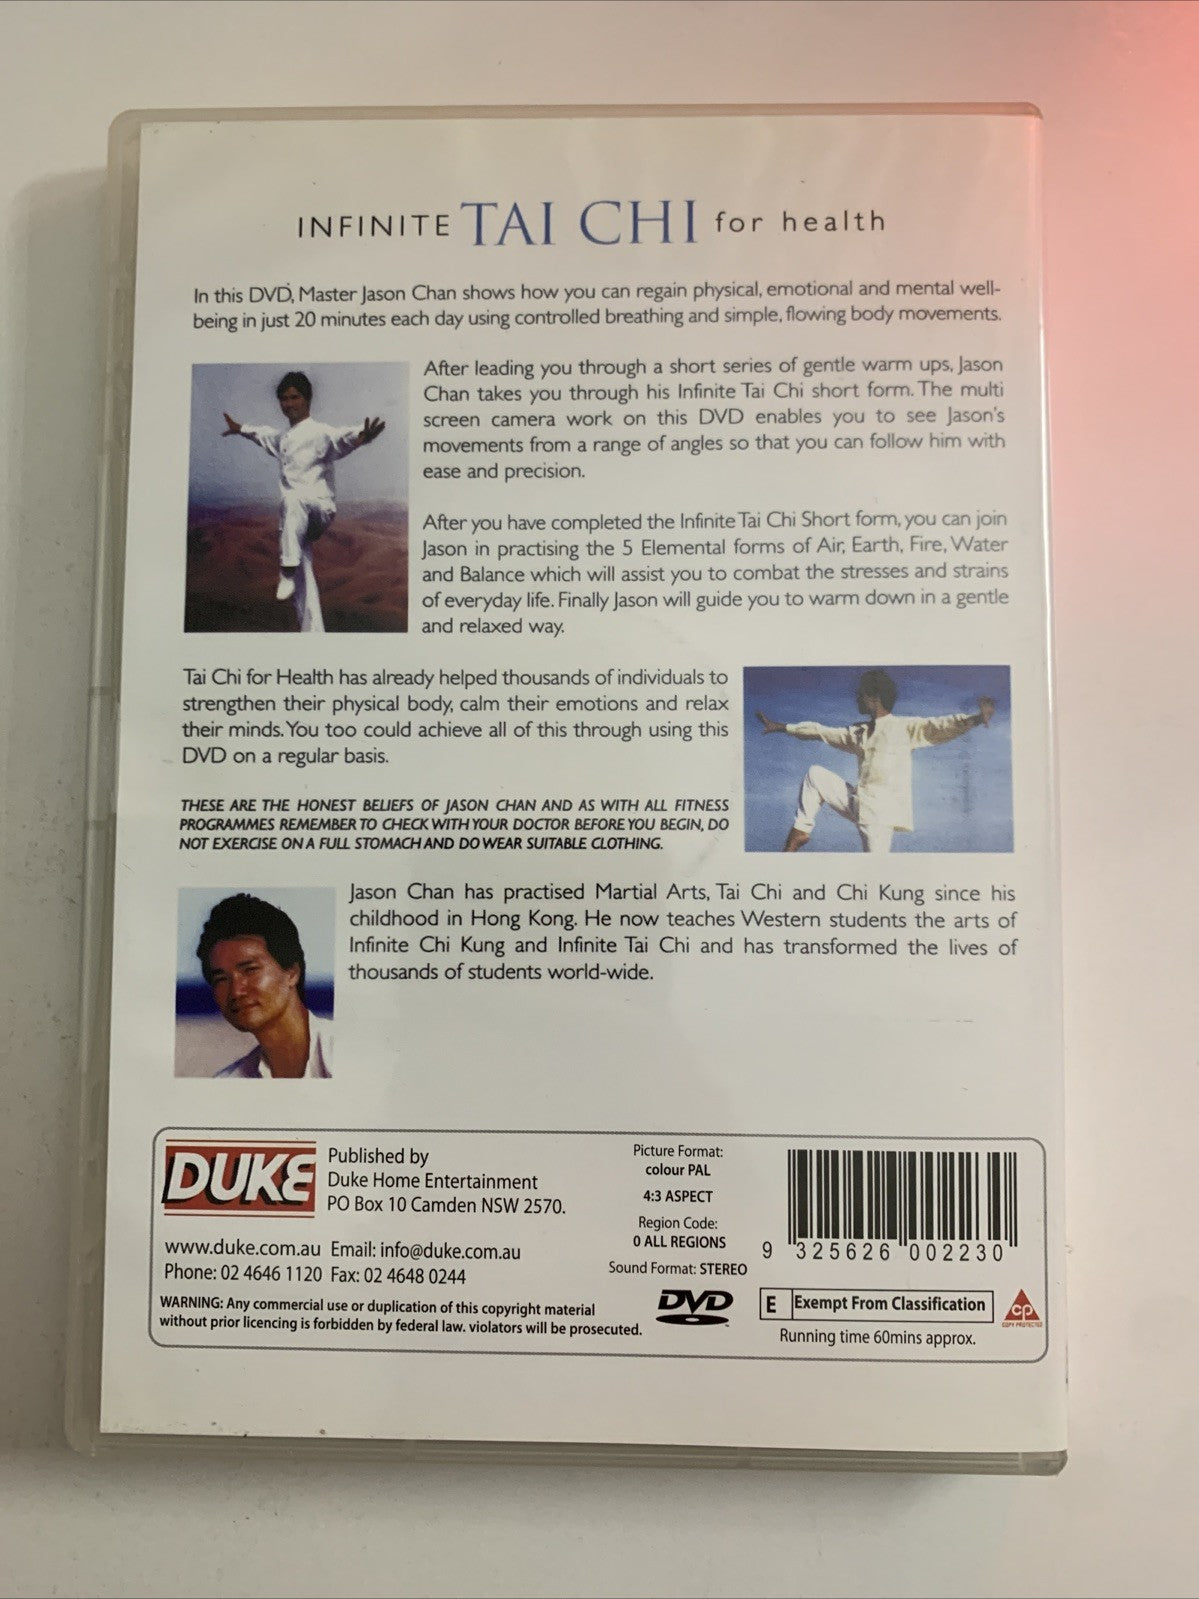 INFINITE TAI CHI for health
In this DVD, Master Jason Chan shows how you can regain physical, emotional and mental well-
being in just 20 minutes each day using controlled breathing and simple, flowing body movements.
After leading you through a short series of gentle warm ups, Jason
Chan takes you through his Infinite Tai Chi short form. The multi
screen camera work on this DVD enables you to see Jason's
movements from a range of angles so that you can follow him with
ease and precision.
After you have completed the Infinite Tai Chi Short form, you can join
Jason in practising the 5 Elemental forms of Air, Earth, Fire, Water
and Balance which will assist you to combat the stresses and strains
of everyday life. Finally Jason will guide you to warm down in a gentle
and relaxed way.
Tai Chi for Health has already helped thousands of individuals to
strengthen their physical body, calm their emotions and relax
their minds. You too could achieve all of this through using this
DVD on a regular basis.
THESE ARE THE HONEST BELIEFS OF JASON CHAN AND AS WITH ALL FITNESS
PROGRAMMES REMEMBER TO CHECK WITH YOUR DOCTOR BEFORE YOU BEGIN, DO
NOT EXERCISE ON A FULL STOMACH AND DO WEAR SUITABLE CLOTHING.
Jason Chan has practised Martial Arts, Tai Chi and Chi Kung since his
childhood in Hong Kong. He now teaches Western students the arts of
Infinite Chi Kung and Infinite Tai Chi and has transformed the lives of
thousands of students world-wide.
DUKE
Published by
Duke Home Entertainment
PO Box 10 Camden NSW 2570.
www.duke.com.au Email: info@duke.com.au
Phone: 02 4646 1120 Fax: 02 4648 0244
WARNING: Any commercial use or duplication of this copyright material
without prior licencing is forbidden by federal law. violators will be prosecuted.
Picture Format:
colour PAL
4:3 ASPECT
Region Code:
0 ALL REGIONS
Sound Format: STEREO
DVD
9 325626 002230
E Exempt From Classification
Running time 60mins approx.
CP
COPY PROTECTED